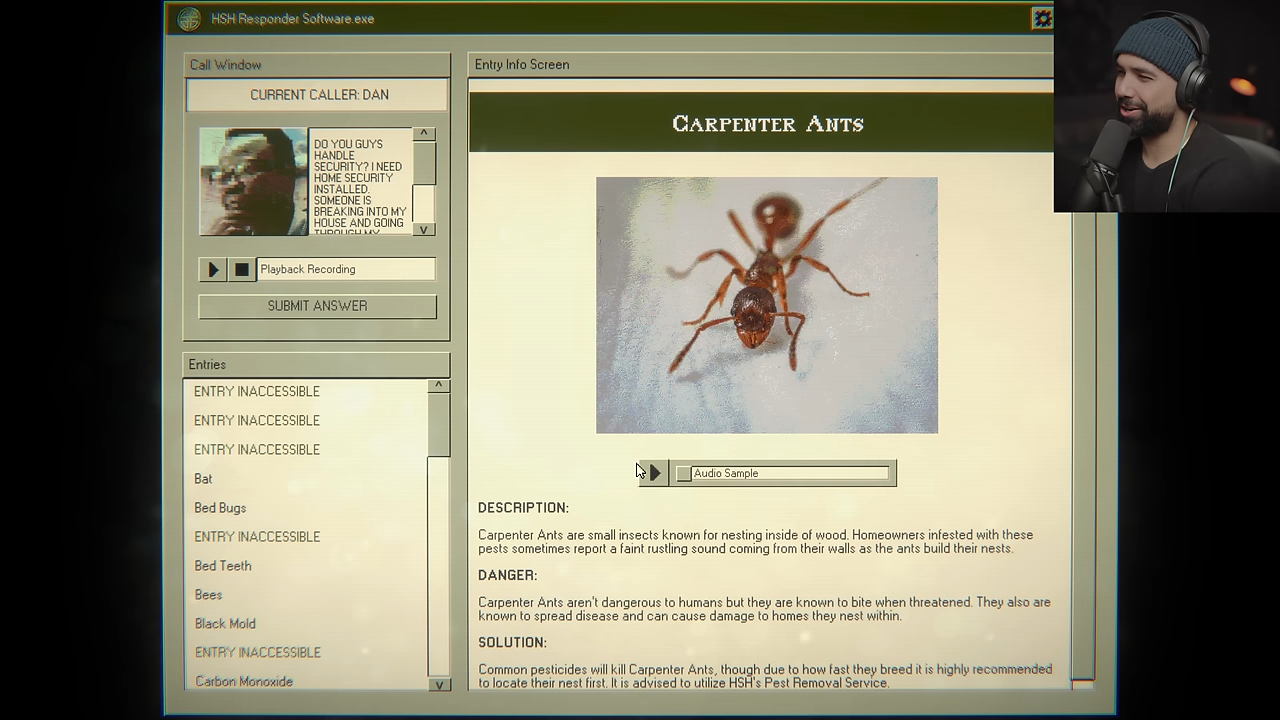 HSH Responder Software.exe
Call Window
CURRENT CALLER: DAN
DO YOU GUYS
HANDLE
SECURITY? I NEED
HOME SECURITY
INSTALLED.
SOMEONE IS
BREAKING INTO MY
HOUSE AND GOING
THROUGH MY
Playback Recording
SUBMIT ANSWER
Entries
ENTRY INACCESSIBLE
ENTRY INACCESSIBLE
ENTRY INACCESSIBLE
Bat
Bed Bugs
ENTRY INACCESSIBLE
Bed Teeth
Bees
Black Mold
ENTRY INACCESSIBLE
Carbon Monoxide
Entry Info Screen
CARPENTER ANTS
Audio Sample
DESCRIPTION:
Carpenter Ants are small insects known for nesting inside of wood. Homeowners infested with these
pests sometimes report a faint rustling sound coming from their walls as the ants build their nests.
DANGER:
Carpenter Ants aren't dangerous to humans but they are known to bite when threatened. They also are
known to spread disease and can cause damage to homes they nest within.
SOLUTION:
Common pesticides will kill Carpenter Ants, though due to how fast they breed it is highly recommended
to locate their nest first. It is advised to utilize HSH's Pest Removal Service.